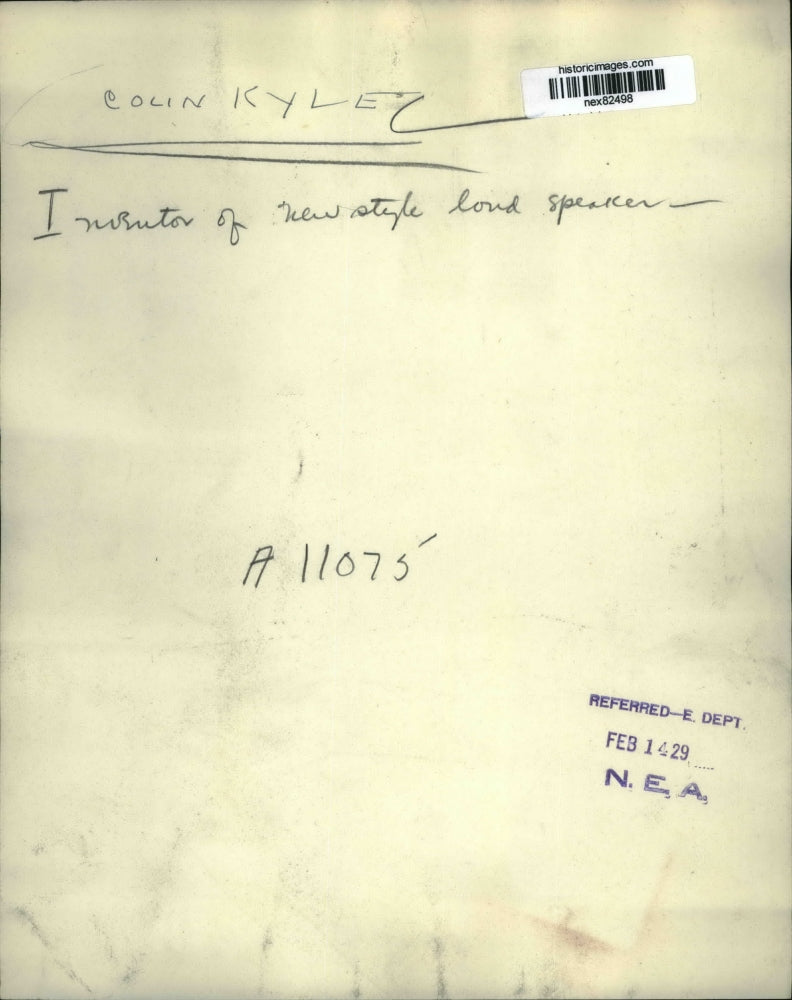 historicimages.com
nex82498
COLIN KYLE
Inventor of new style loud speaker—
A 11075
REFERRED—E. DEPT.
FEB 14 29
N. E. A.